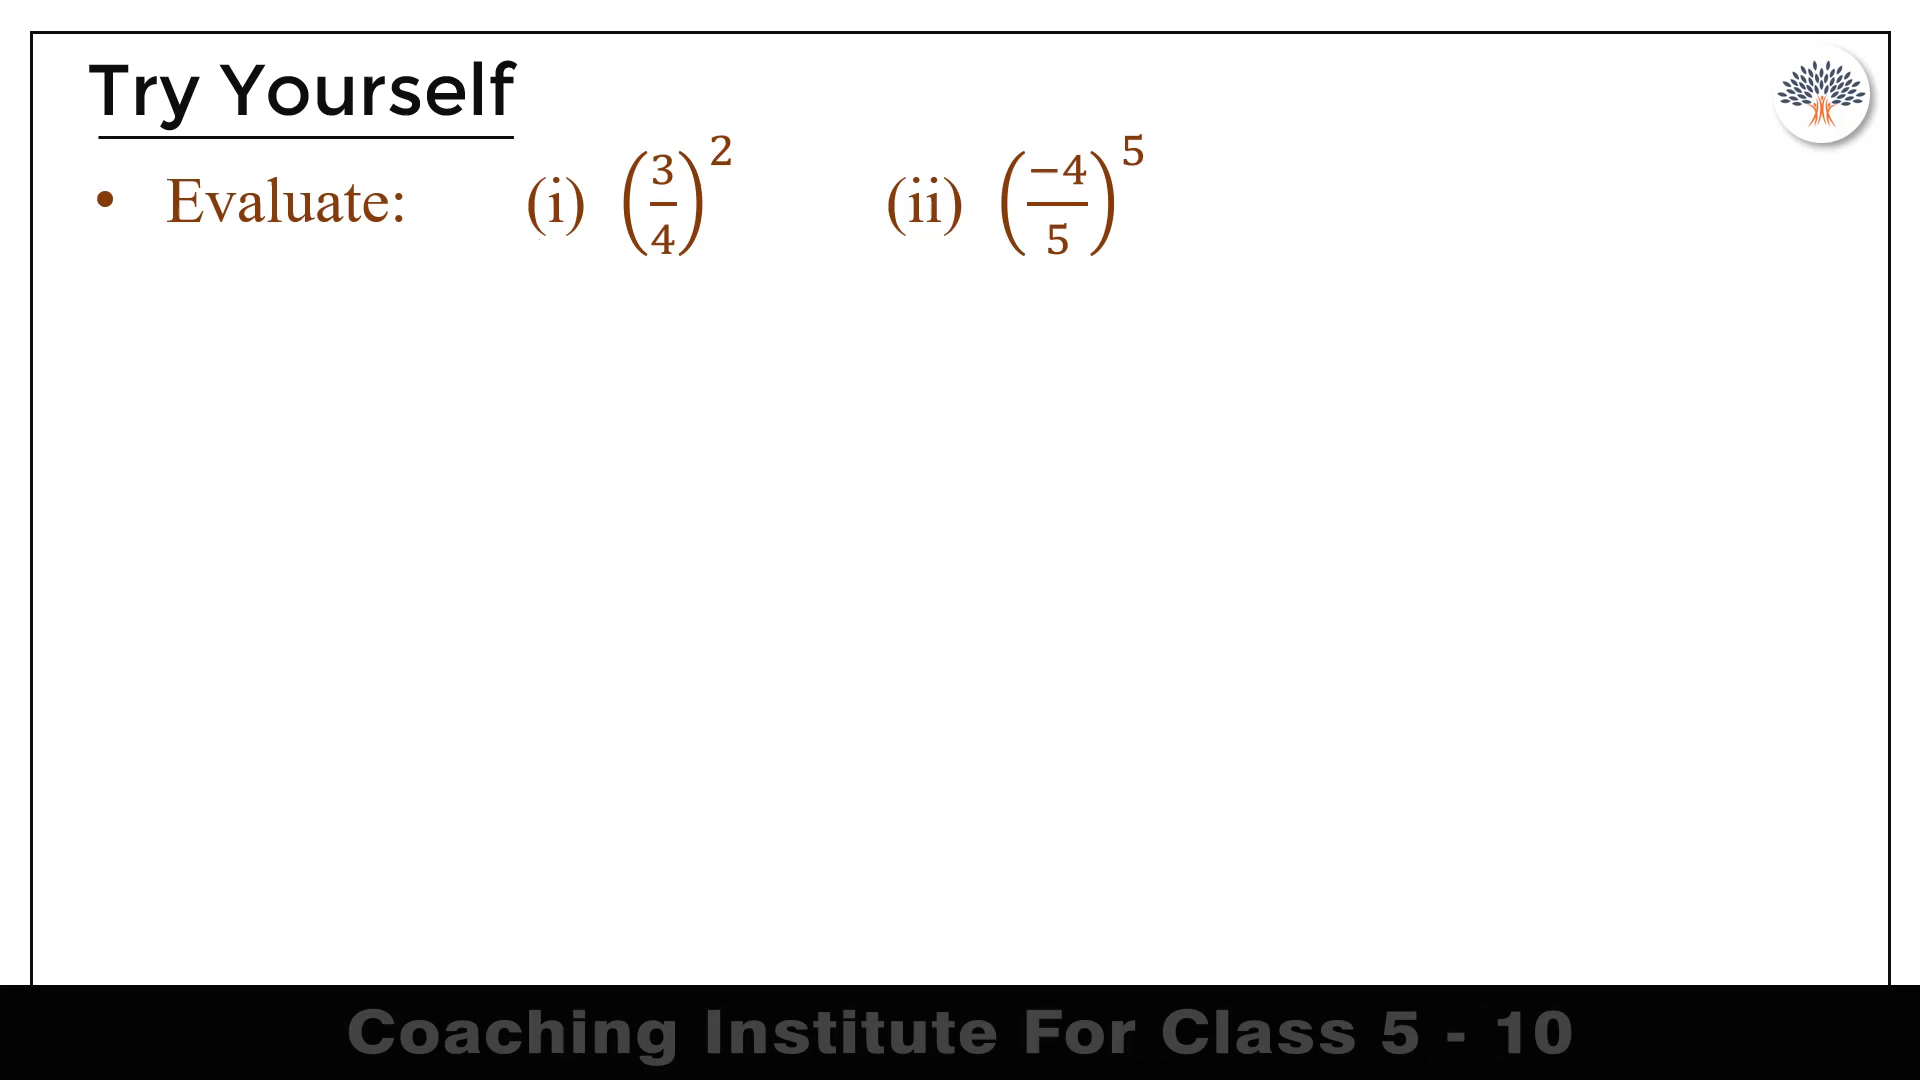 Try Yourself
• Evaluate: (i) (3/4)² (ii) (−4/5)⁵
Coaching Institute For Class 5 - 10